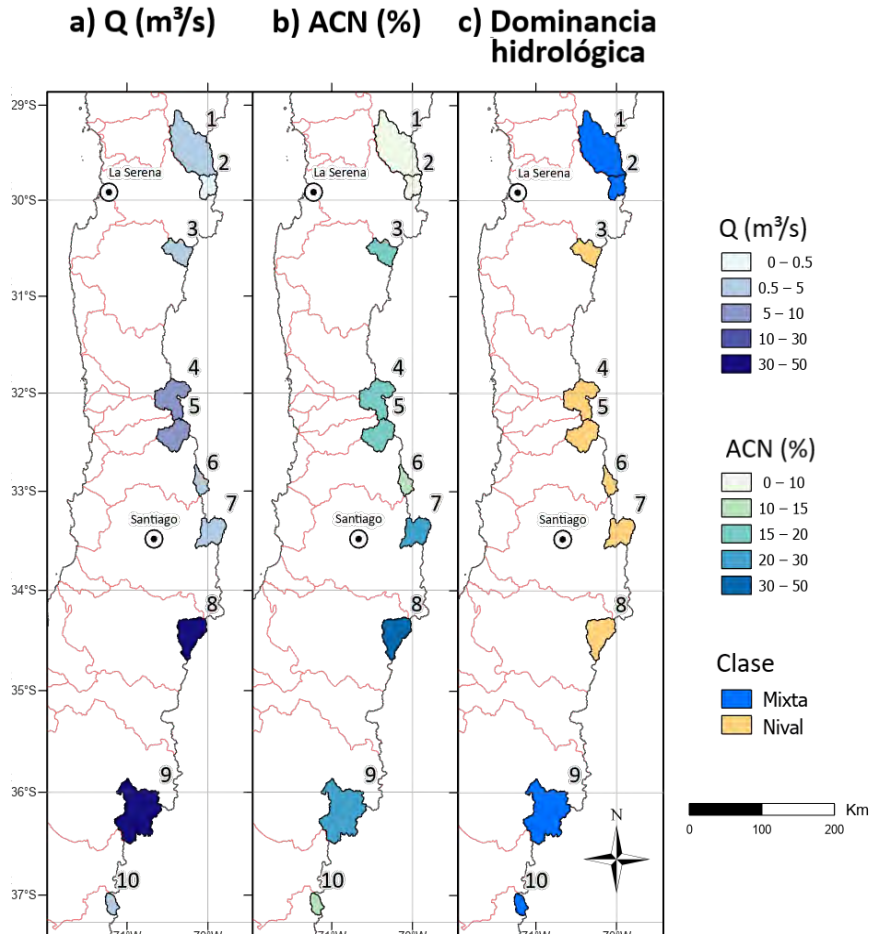 a) Q (m³/s)
b) ACN (%)
c) Dominancia
hidrológica
29°S
30°S
31°S
32°S
33°S
34°S
35°S
36°S
37°S
1
2
La Serena
3
4
5
6
7
Santiago
8
9
10
1
2
La Serena
3
4
5
6
7
Santiago
8
9
10
1
2
La Serena
3
4
5
6
7
Santiago
8
9
10
N
Q (m³/s)
0 – 0.5
0.5 – 5
5 – 10
10 – 30
30 – 50
ACN (%)
0 – 10
10 – 15
15 – 20
20 – 30
30 – 50
Clase
Mixta
Nival
Km
0 100 200